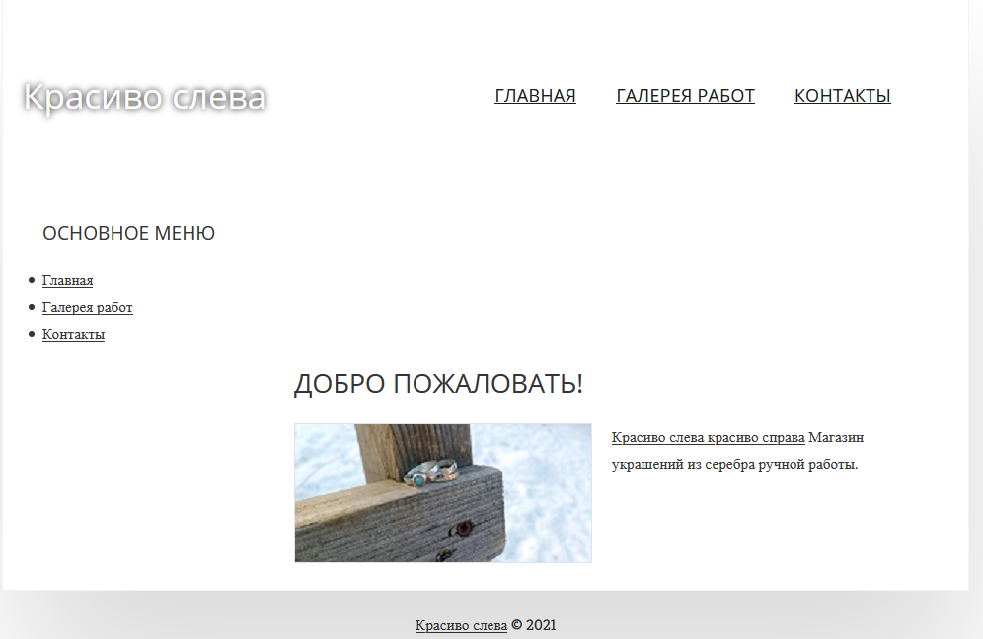 Красиво слева
ГЛАВНАЯ ГАЛЕРЕЯ РАБОТ КОНТАКТЫ
ОСНОВНОЕ МЕНЮ
Главная
Галерея работ
Контакты
ДОБРО ПОЖАЛОВАТЬ!
Красиво слева красиво справа Магазин
украшений из серебра ручной работы.
Красиво слева © 2021